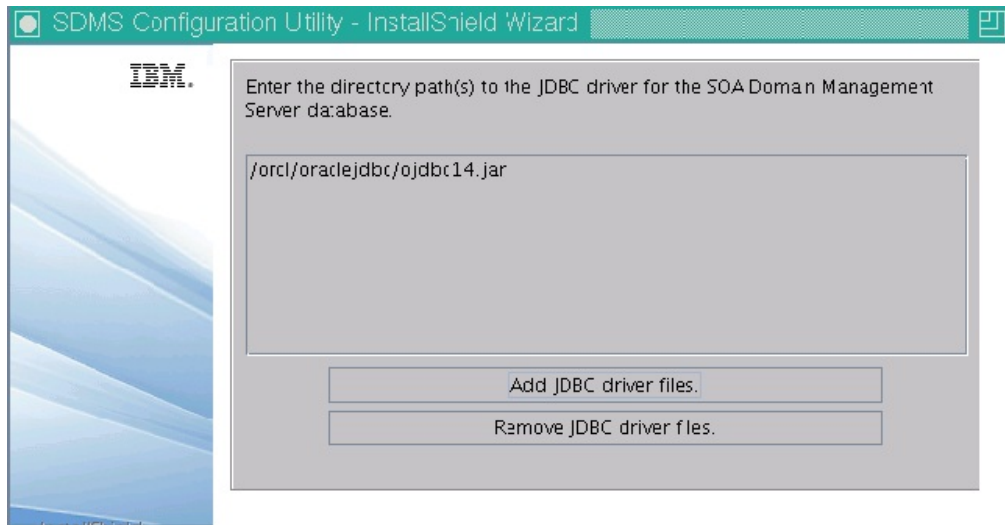 SDMS Configuration Utility - InstallShield Wizard
IBM.
Enter the directory path(s) to the JDBC driver for the SOA Domain Management
Server database.
/orcl/oraclejdbc/ojdbc14.jar
Add JDBC driver files.
Remove JDBC driver files.